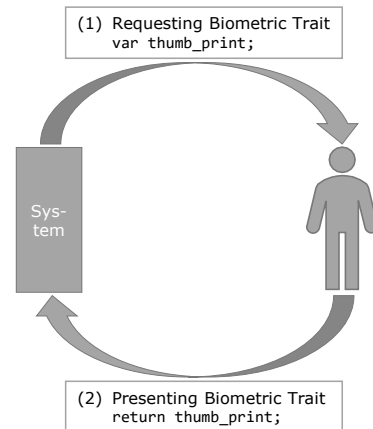 (1) Requesting Biometric Trait
var thumb_print;
Sys-
tem
(2) Presenting Biometric Trait
return thumb_print;